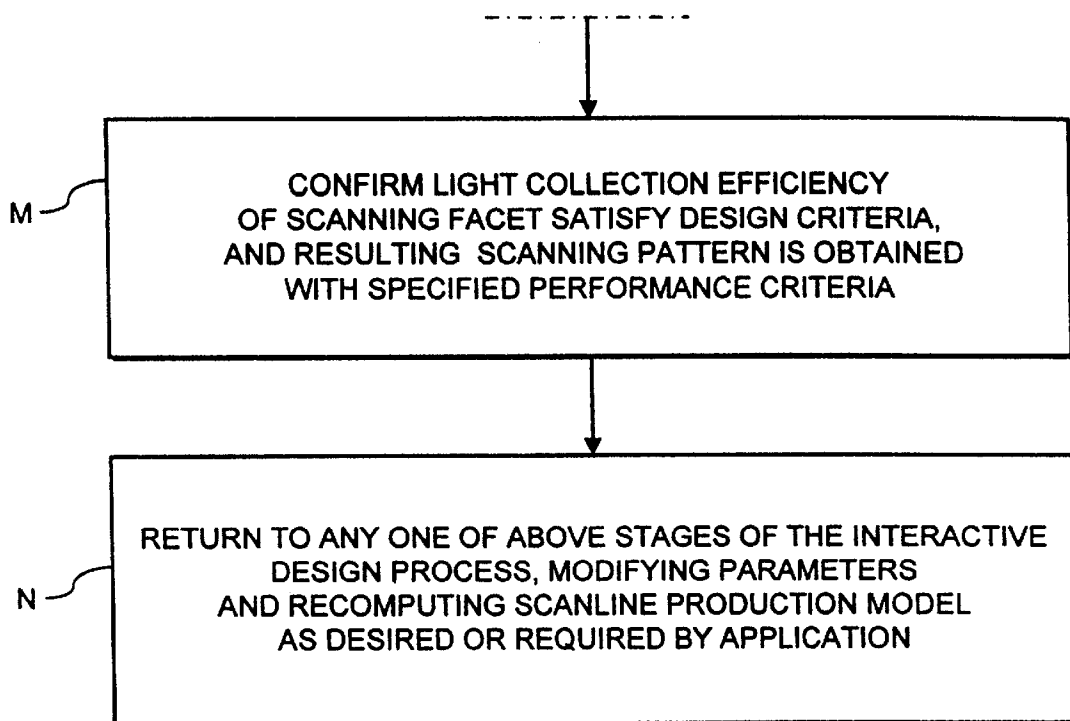 M
CONFIRM LIGHT COLLECTION EFFICIENCY
OF SCANNING FACET SATISFY DESIGN CRITERIA,
AND RESULTING SCANNING PATTERN IS OBTAINED
WITH SPECIFIED PERFORMANCE CRITERIA
N
RETURN TO ANY ONE OF ABOVE STAGES OF THE INTERACTIVE
DESIGN PROCESS, MODIFYING PARAMETERS
AND RECOMPUTING SCANLINE PRODUCTION MODEL
AS DESIRED OR REQUIRED BY APPLICATION